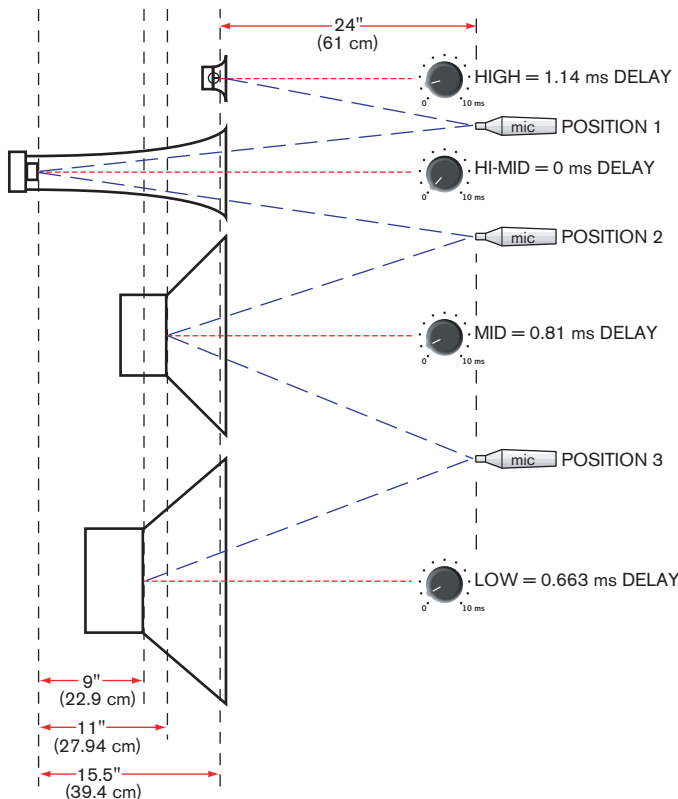 24"
(61 cm)
HIGH = 1.14 ms DELAY
0 10 ms
mic POSITION 1
HI-MID = 0 ms DELAY
0 10 ms
mic POSITION 2
MID = 0.81 ms DELAY
0 10 ms
mic POSITION 3
LOW = 0.663 ms DELAY
0 10 ms
9"
(22.9 cm)
11"
(27.94 cm)
15.5"
(39.4 cm)